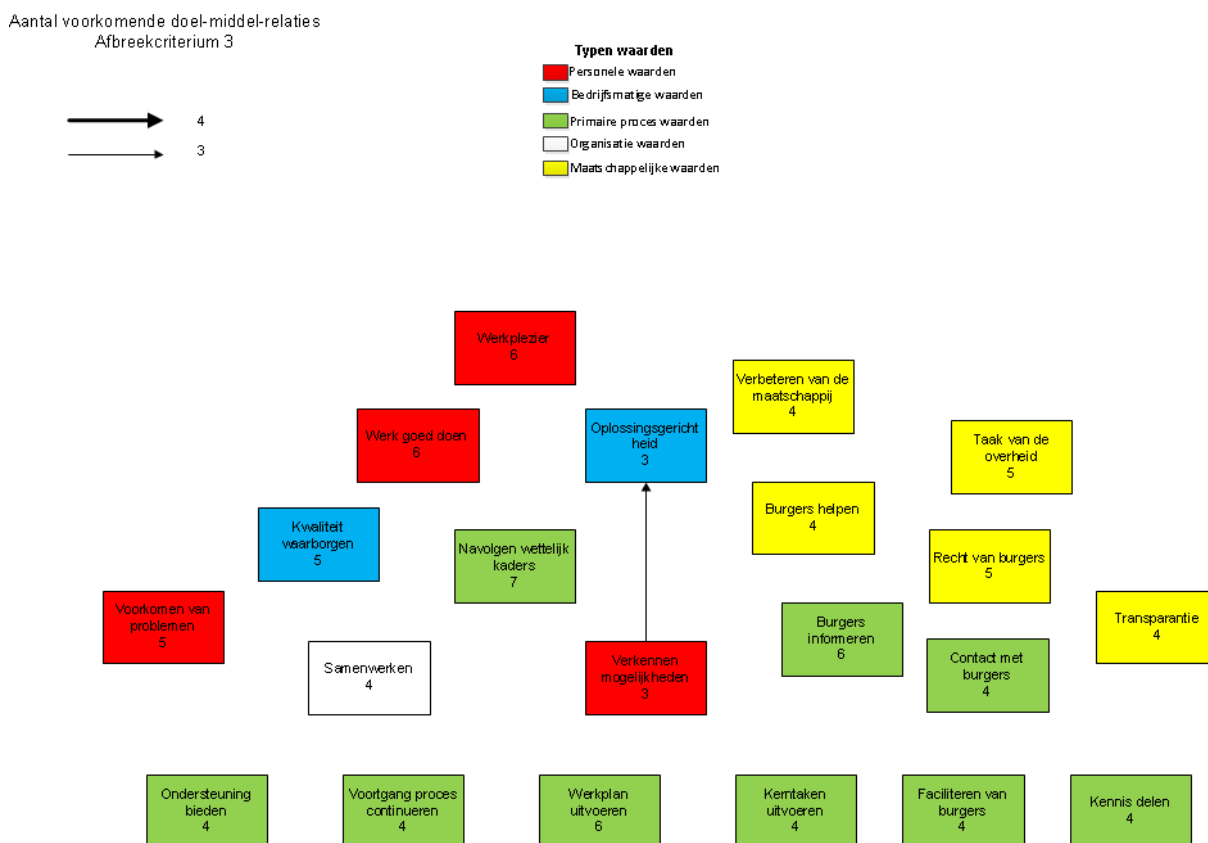 Aantal voorkomende doel-middel-relaties
Afbreekcriterium 3
4
3
Typen waarden
Personele waarden
Bedrijfsmatige waarden
Primaire proces waarden
Organisatie waarden
Maatschappelijke waarden
Werkplezier
6
Verbeteren van de
maatschappij
4
Werk goed doen
6
Oplossingsgericht
heid
3
Taak van de
overheid
5
Burgers helpen
4
Kwaliteit
waarborgen
5
Navolgen wettelijk
kaders
7
Recht van burgers
5
Voorkomen van
problemen
5
Burgers
informeren
6
Transparantie
4
Samenwerken
4
Verkennen
mogelijkheden
3
Contact met
burgers
4
Ondersteuning
bieden
4
Voortgang proces
continueren
4
Werkplan
uitvoeren
6
Kerntaken
uitvoeren
4
Faciliteren van
burgers
4
Kennis delen
4